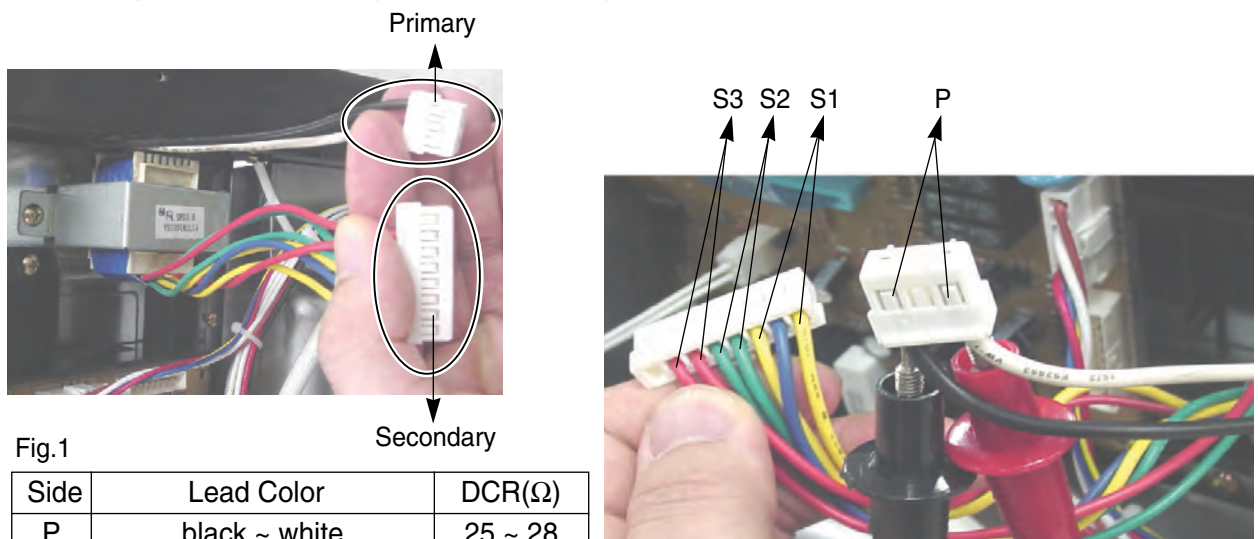 Primary
S3 S2 S1 P
Secondary
Fig.1
Side Lead Color DCR(Ω)
P black ~ white 25 ~ 28